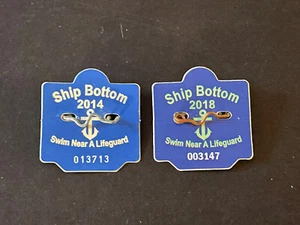 Ship Bottom
2014
Swim Near A Lifeguard
013713
Ship Bottom
2018
Swim Near A Lifeguard
003147